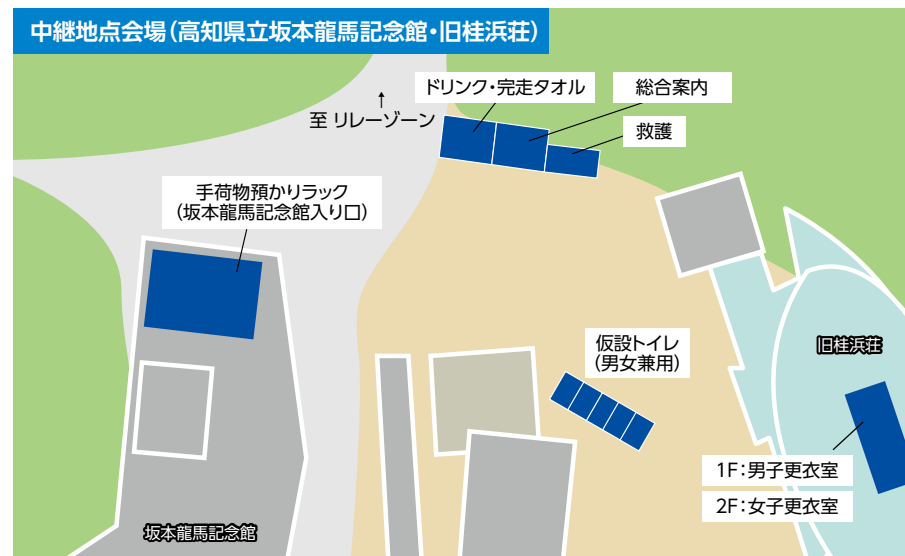 中継地点会場(高知県立坂本龍馬記念館・旧桂浜荘)
ドリンク・完走タオル
総合案内
↑
至 リレーゾーン
救護
手荷物預かりラック
(坂本龍馬記念館入り口)
仮設トイレ
(男女兼用)
旧桂浜荘
1F:男子更衣室
2F:女子更衣室
坂本龍馬記念館